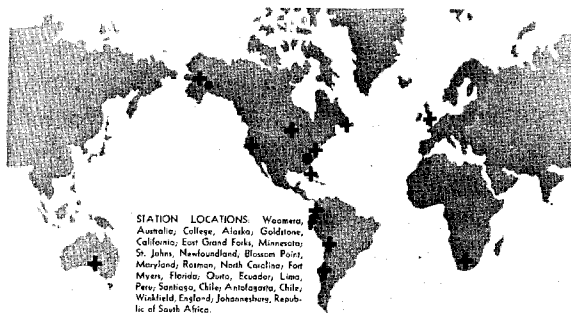 STATION LOCATIONS: Woomera,
Australia; College, Alaska; Goldstone,
California; East Grand Forks, Minnesota;
St. Johns, Newfoundland, Blossom Point,
Maryland; Rosman, North Carolina; Fort
Myers, Florida; Quito, Ecuador; Lima,
Peru; Santiago, Chile; Antofagasta, Chile;
Winkfield, England; Johannesburg, Repub-
lic of South Africa.